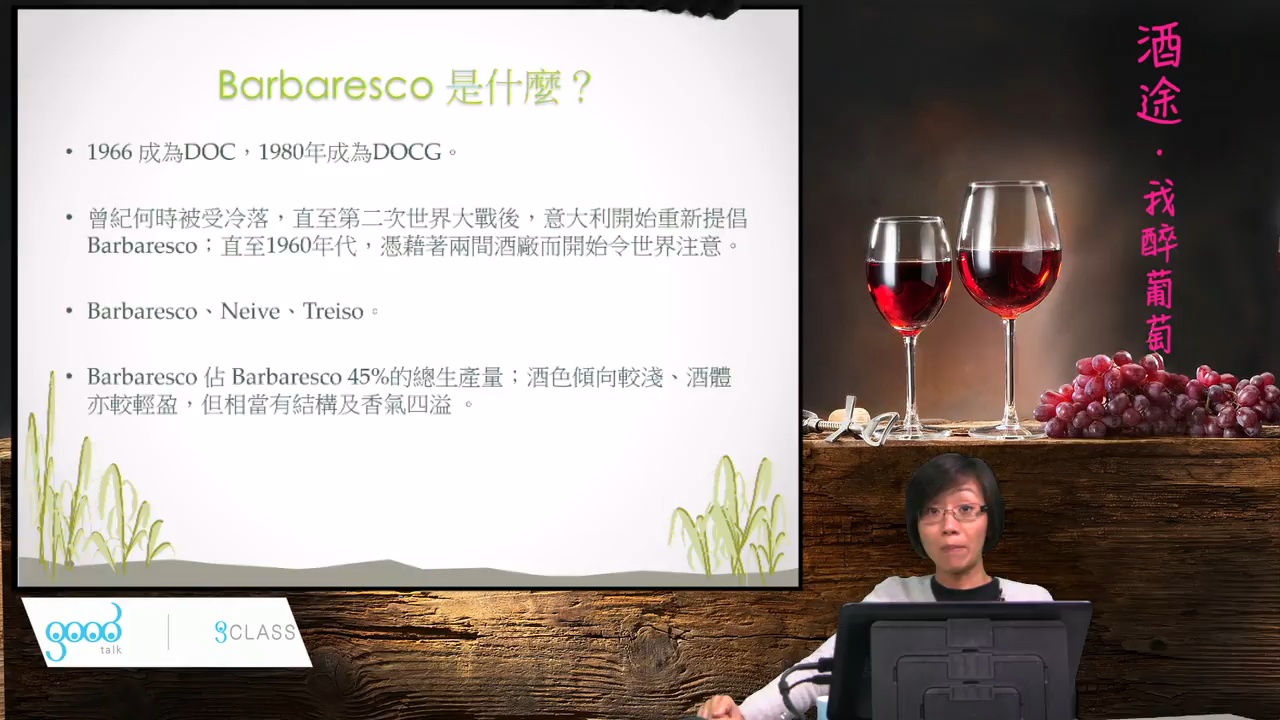 Barbaresco 是什麼？
• 1966 成為DOC，1980年成為DOCG。
• 曾紀何時被受冷落，直至第二次世界大戰後，意大利開始重新提倡
Barbaresco；直至1960年代，憑藉著兩間酒廠而開始令世界注意。
• Barbaresco、Neive、Treiso。
• Barbaresco 佔 Barbaresco 45%的總生產量；酒色傾向較淺、酒體
亦較輕盈，但相當有結構及香氣四溢 。
酒途·我醉葡萄
good
talk
gCLASS